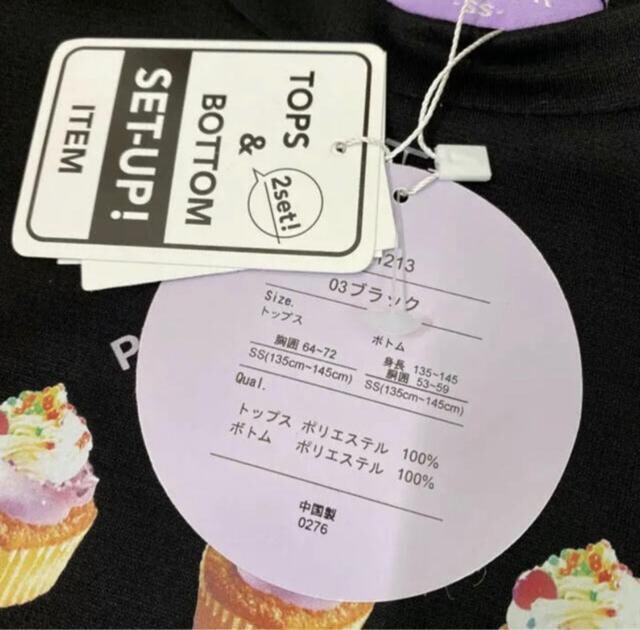 SS
TOPS
&
BOTTOM
2set!
SET-UP!
ITEM
1213
03ブラック
Size.
トップス
ボトム
胸囲 64~72
身長 135~145
SS(135cm~145cm)
胴囲 53~59
SS(135cm~145cm)
Qual.
トップス ポリエステル 100%
ボトム ポリエステル 100%
中国製
0276
P